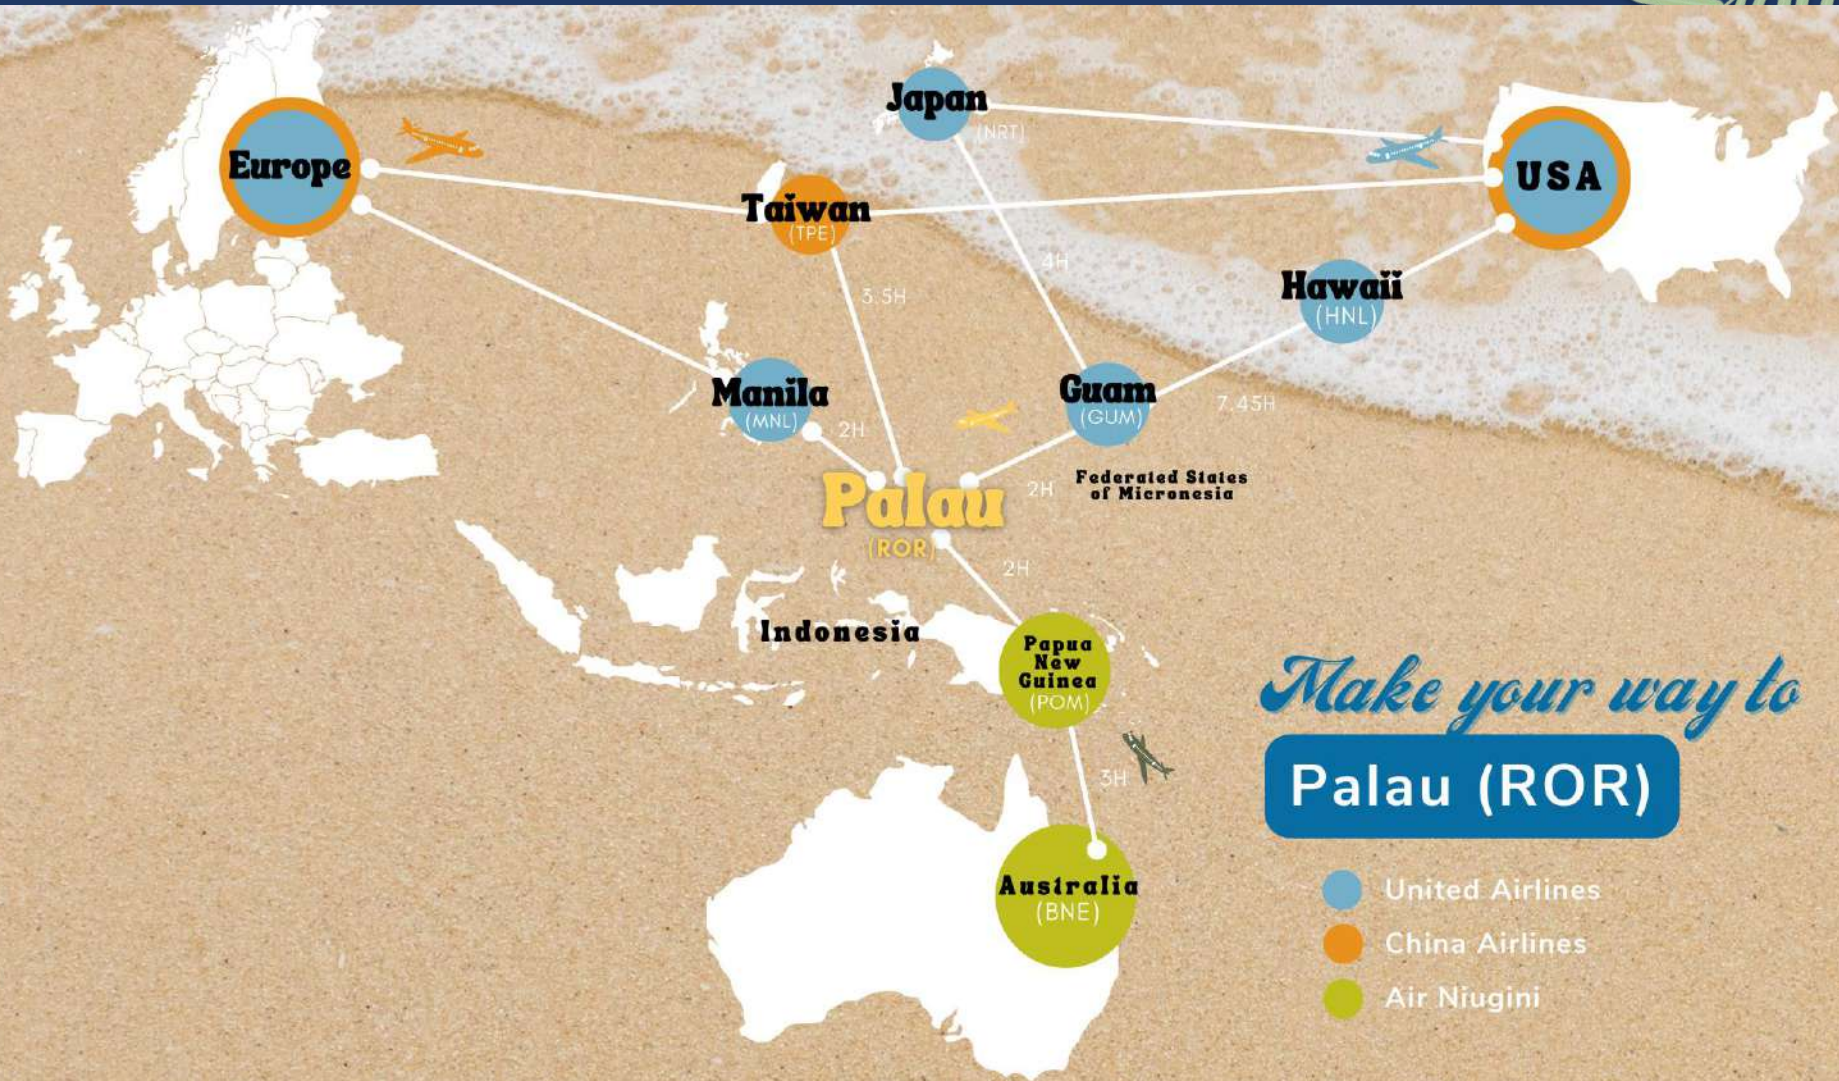 Europe
Japan
(NRT)
USA
Taiwan
(TPE)
4H
3.5H
Hawaii
(HNL)
Manila
(MNL)
2H
Guam
(GUM)
7.45H
Palau
(ROR)
2H
Federated States
of Micronesia
2H
Indonesia
Papua
New
Guinea
(POM)
3H
Australia
(BNE)
Make your way to
Palau (ROR)
United Airlines
China Airlines
Air Niugini